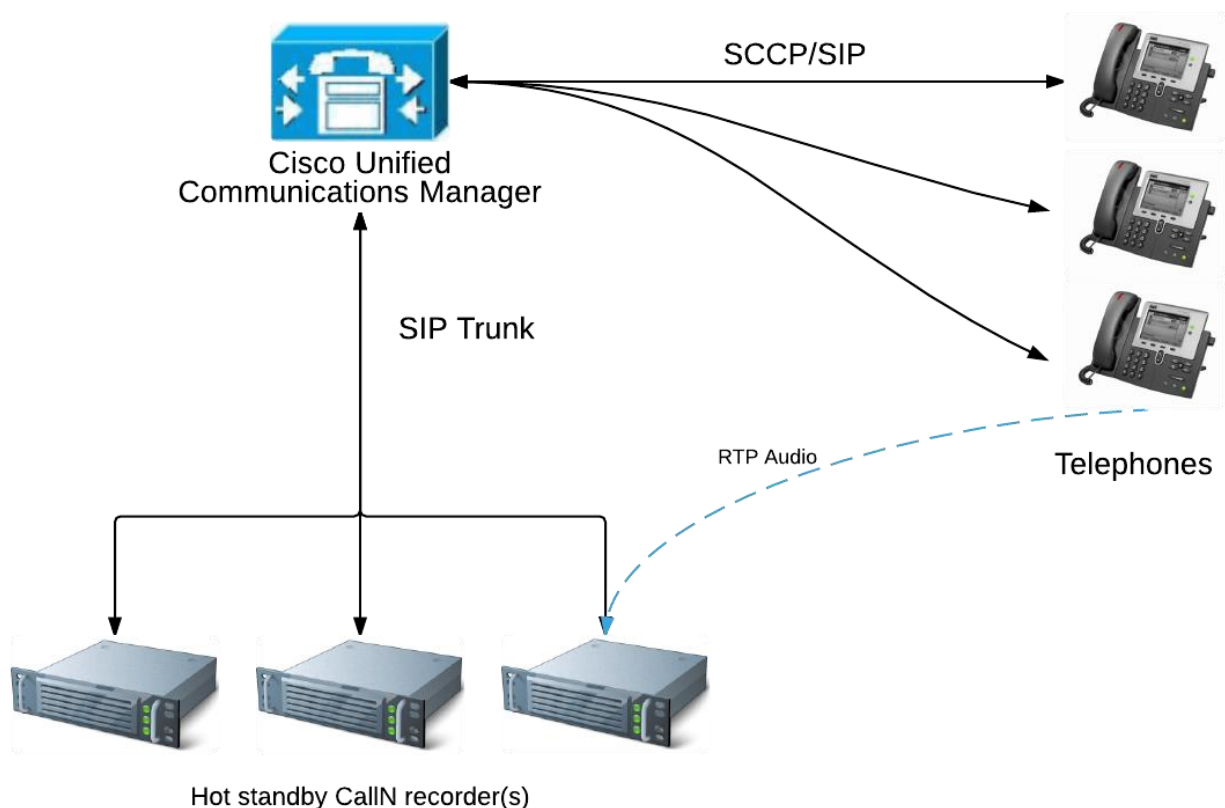 SCCP/SIP
Cisco Unified
Communications Manager
SIP Trunk
RTP Audio
Telephones
Hot standby CallN recorder(s)